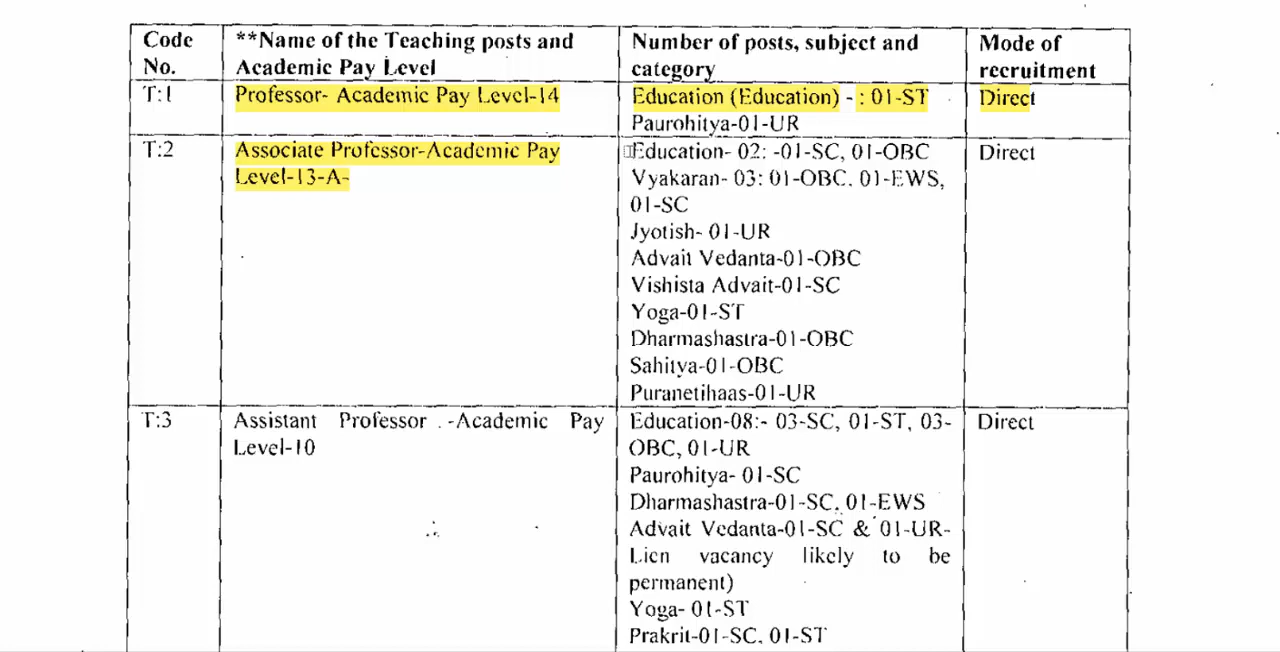 Code No.
**Name of the Teaching posts and Academic Pay Level
Number of posts, subject and category
Mode of recruitment
T:1
Professor- Academic Pay Level-14
Education (Education) - : 01-ST
Paurohitya-01-UR
Direct
T:2
Associate Professor-Academic Pay
Level-13-A-
Education- 02: -01-SC, 01-OBC
Vyakaran- 03: 01-OBC. 01-EWS,
01-SC
Jyotish- 01-UR
Advait Vedanta-01-OBC
Vishista Advait-01-SC
Yoga-01-ST
Dharmashastra-01-OBC
Sahitya-01-OBC
Puranetihaas-01-UR
Direct
T:3
Assistant Professor . -Academic Pay
Level-10
Education-08:- 03-SC, 01-ST, 03-
OBC, 01-UR
Paurohitya- 01-SC
Dharmashastra-01-SC, 01-EWS
Advait Vedanta-01-SC & 01-UR-
Lien vacancy likely to be
permanent)
Yoga- 01-ST
Prakrit-01-SC, 01-ST
Direct